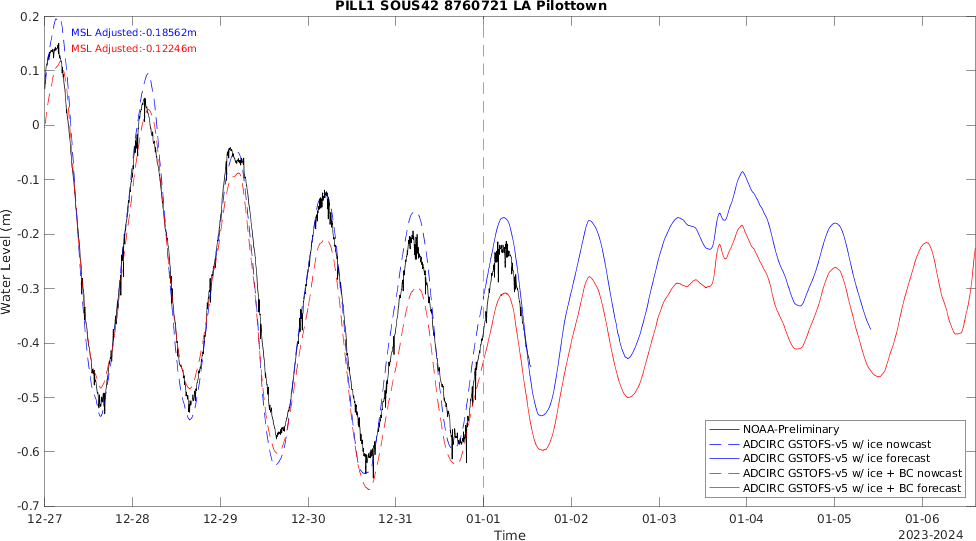 PILL1 SOUS42 8760721 LA Pilottown
MSL Adjusted:-0.18562m
MSL Adjusted:-0.12246m
0.2
0.1
0
-0.1
-0.2
-0.3
-0.4
-0.5
-0.6
-0.7
Water Level (m)
12-27 12-28 12-29 12-30 12-31 01-01 01-02 01-03 01-04 01-05 01-06
Time
2023-2024
NOAA-Preliminary
ADCIRC GSTOFS-v5 w/ ice nowcast
ADCIRC GSTOFS-v5 w/ ice forecast
ADCIRC GSTOFS-v5 w/ ice + BC nowcast
ADCIRC GSTOFS-v5 w/ ice + BC forecast